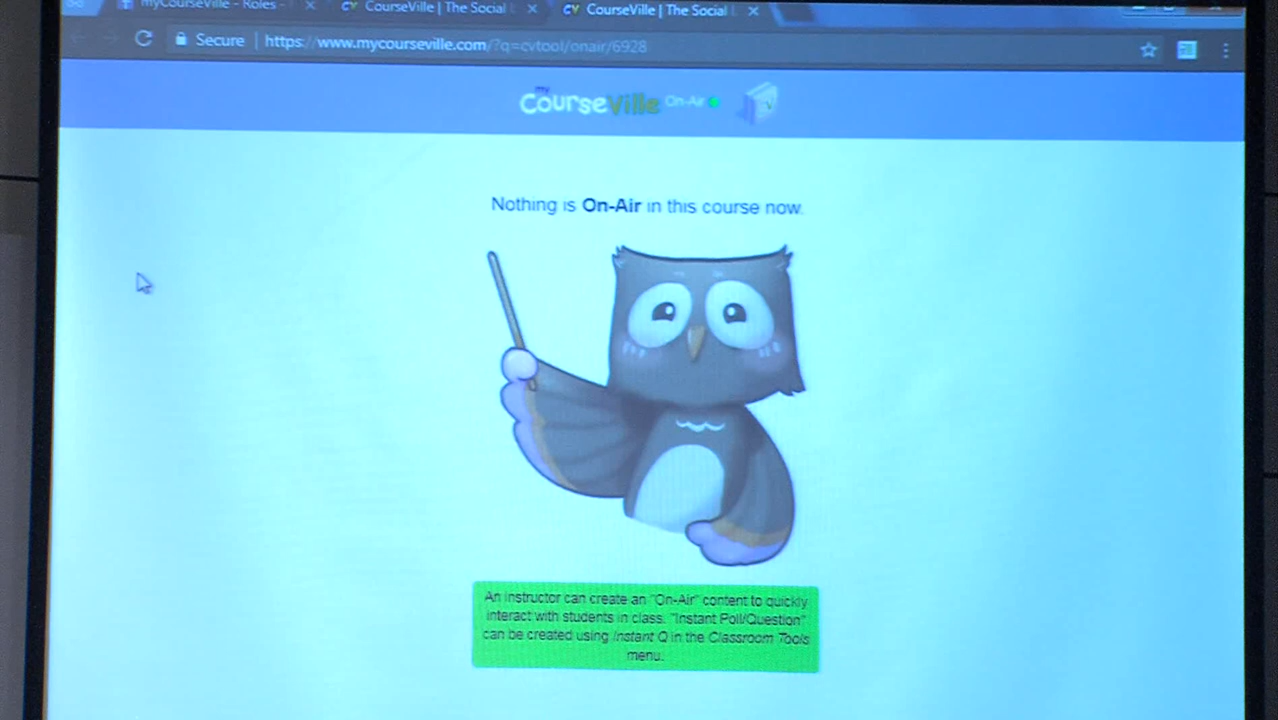 myCourseVille - Roles -
CourseVille | The Social
CourseVille | The Social
Secure | https://www.mycourseville.com/?q=cvtool/onair/6928
my
CourseVille On-Air
Nothing is On-Air in this course now.
An instructor can create an "On-Air" content to quickly
interact with students in class. "Instant Poll/Question"
can be created using Instant Q in the Classroom Tools
menu.